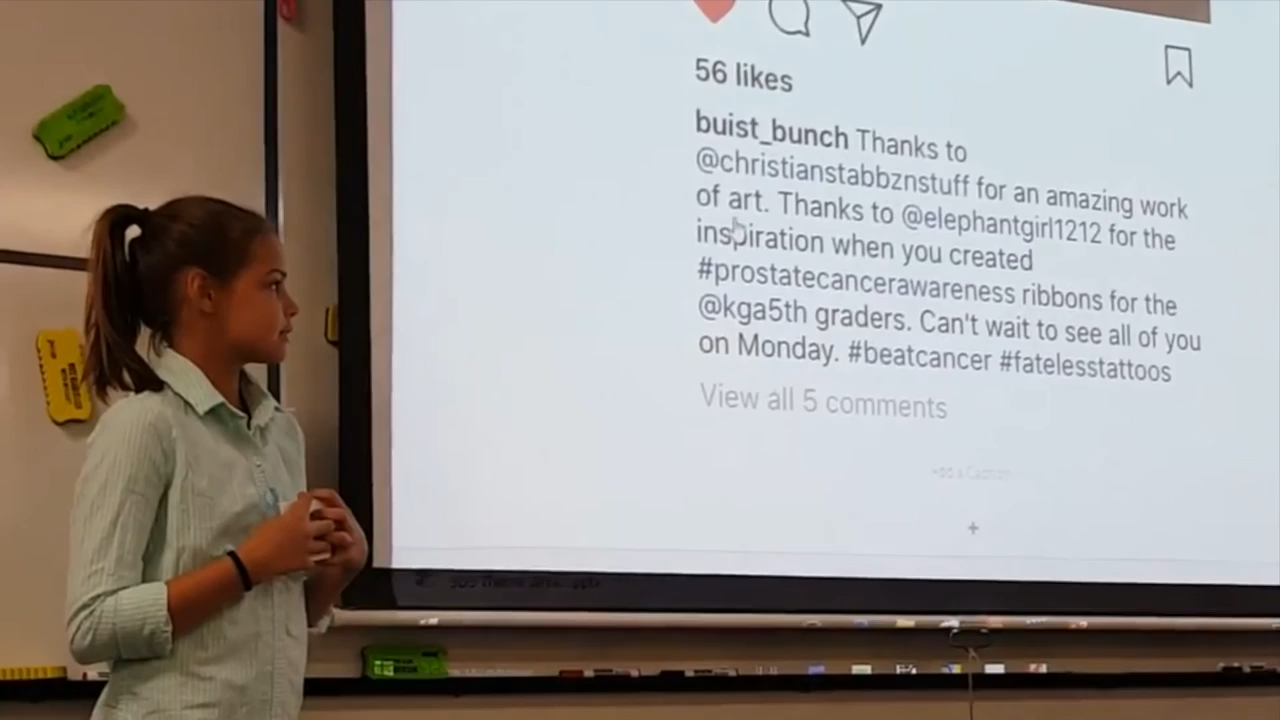 56 likes
buist_bunch Thanks to
@christianstabbznstuff for an amazing work
of art. Thanks to @elephantgirl1212 for the
inspiration when you created
#prostatecancerawareness ribbons for the
@kga5th graders. Can't wait to see all of you
on Monday. #beatcancer #fatelesstattoos
View all 5 comments
Add a Caption
+